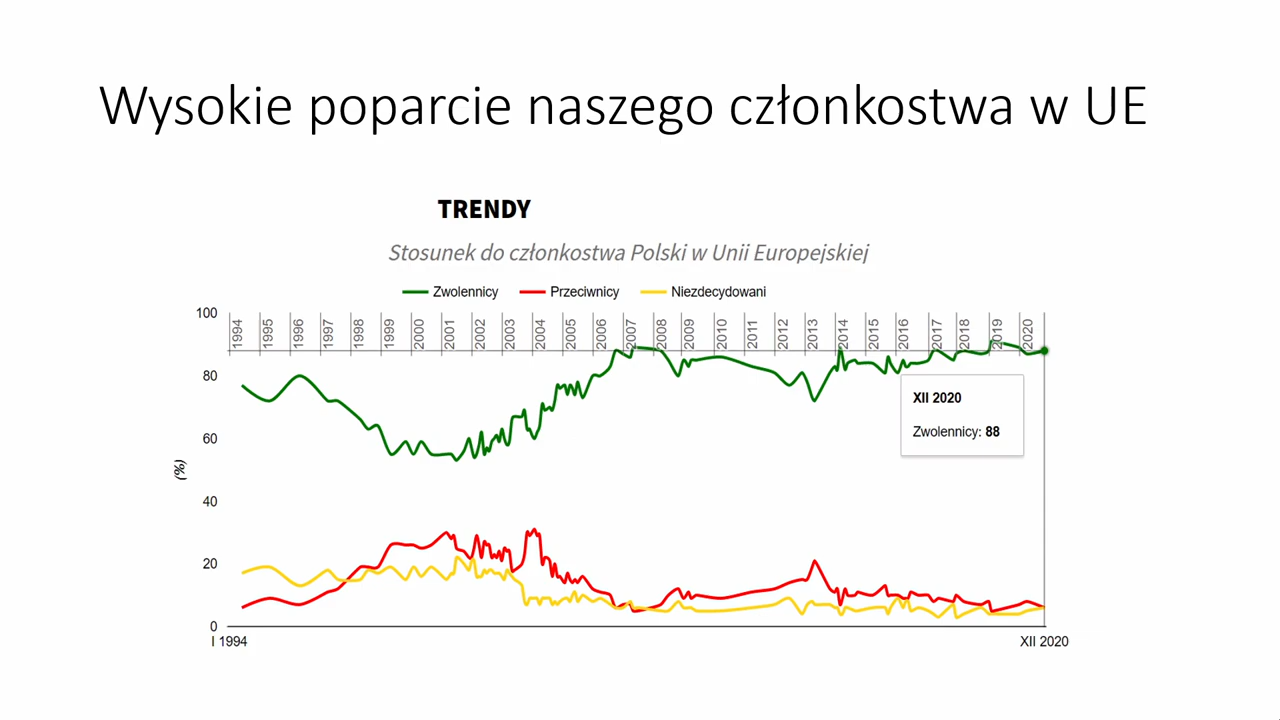 Wysokie poparcie naszego członkostwa w UE
TRENDY
Stosunek do członkostwa Polski w Unii Europejskiej
Zwolennicy Przeciwnicy Niezdecydowani
100
1994 1995 1996 1997 1998 1999 2000 2001 2002 2003 2004 2005 2006 2007 2008 2009 2010 2011 2012 2013 2014 2015 2016 2017 2018 2019 2020
80
XII 2020
Zwolennicy: 88
60
(%)
40
20
0
I 1994 XII 2020